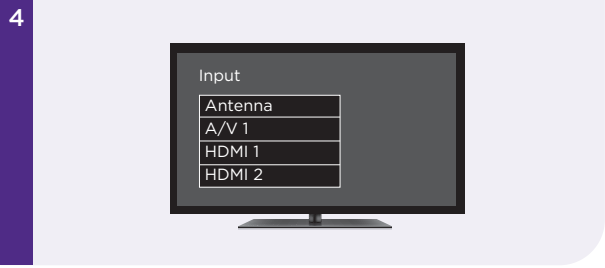 4
Input
Antenna
A/V 1
HDMI 1
HDMI 2